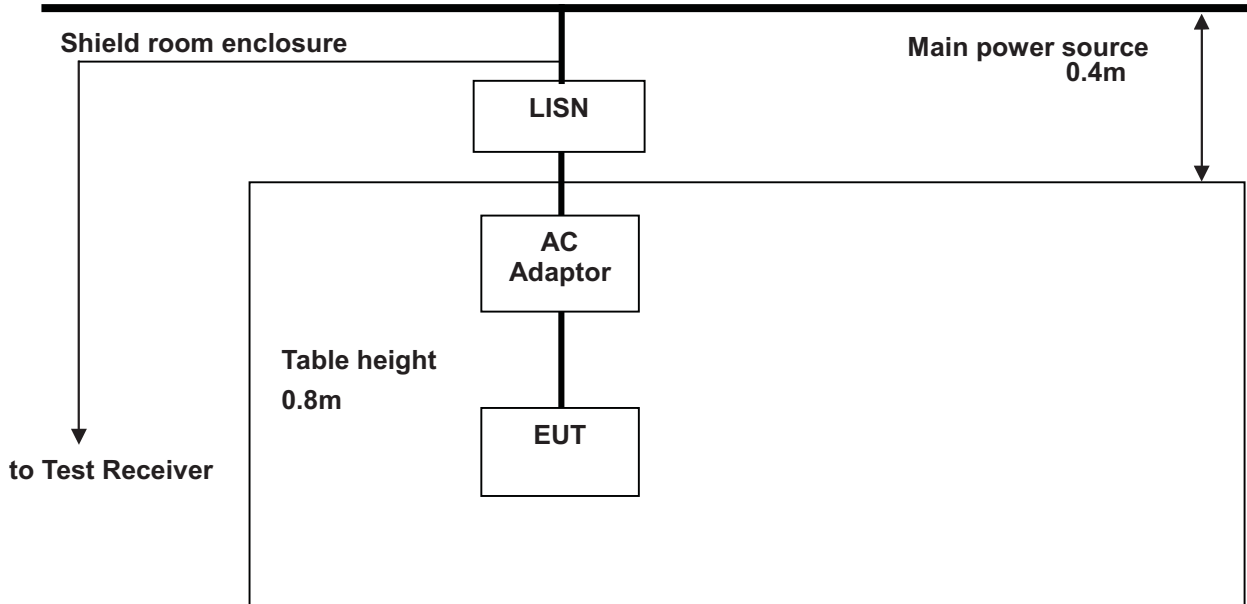 Shield room enclosure
Main power source
0.4m
LISN
AC
Adaptor
Table height
0.8m
EUT
to Test Receiver